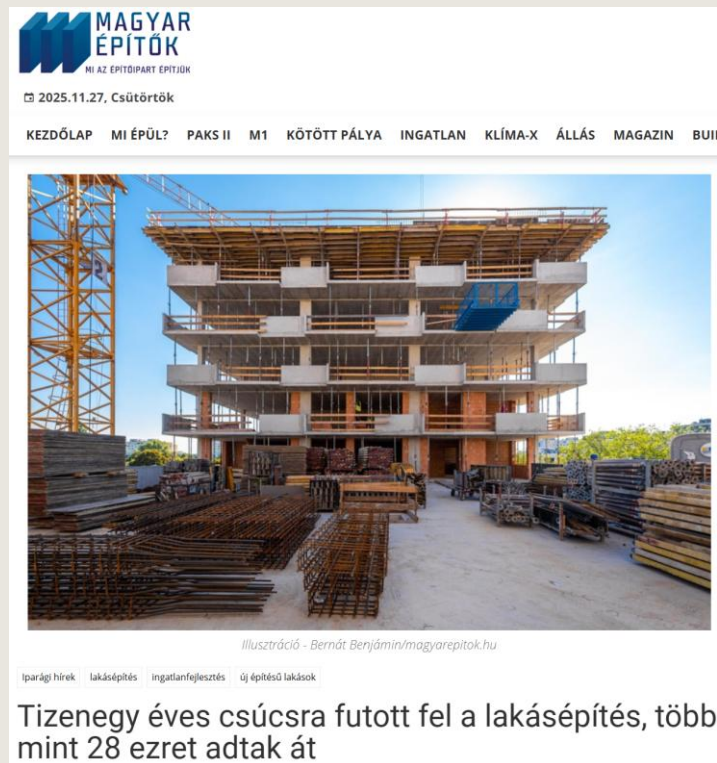 MAGYAR
ÉPÍTŐK
MI AZ ÉPÍTŐIPART ÉPÍTJÜK
2025.11.27, Csütörtök
KEZDŐLAP MI ÉPÜL? PAKS II M1 KÖTÖTT PÁLYA INGATLAN KLÍMA-X ÁLLÁS MAGAZIN
Illusztráció - Bernát Benjámin/magyarepitok.hu
Iparági hírek lakásépítés ingatlanfejlesztés új építésű lakások
Tizenegy éves csúcsra futott fel a lakásépítés, több
mint 28 ezret adtak át